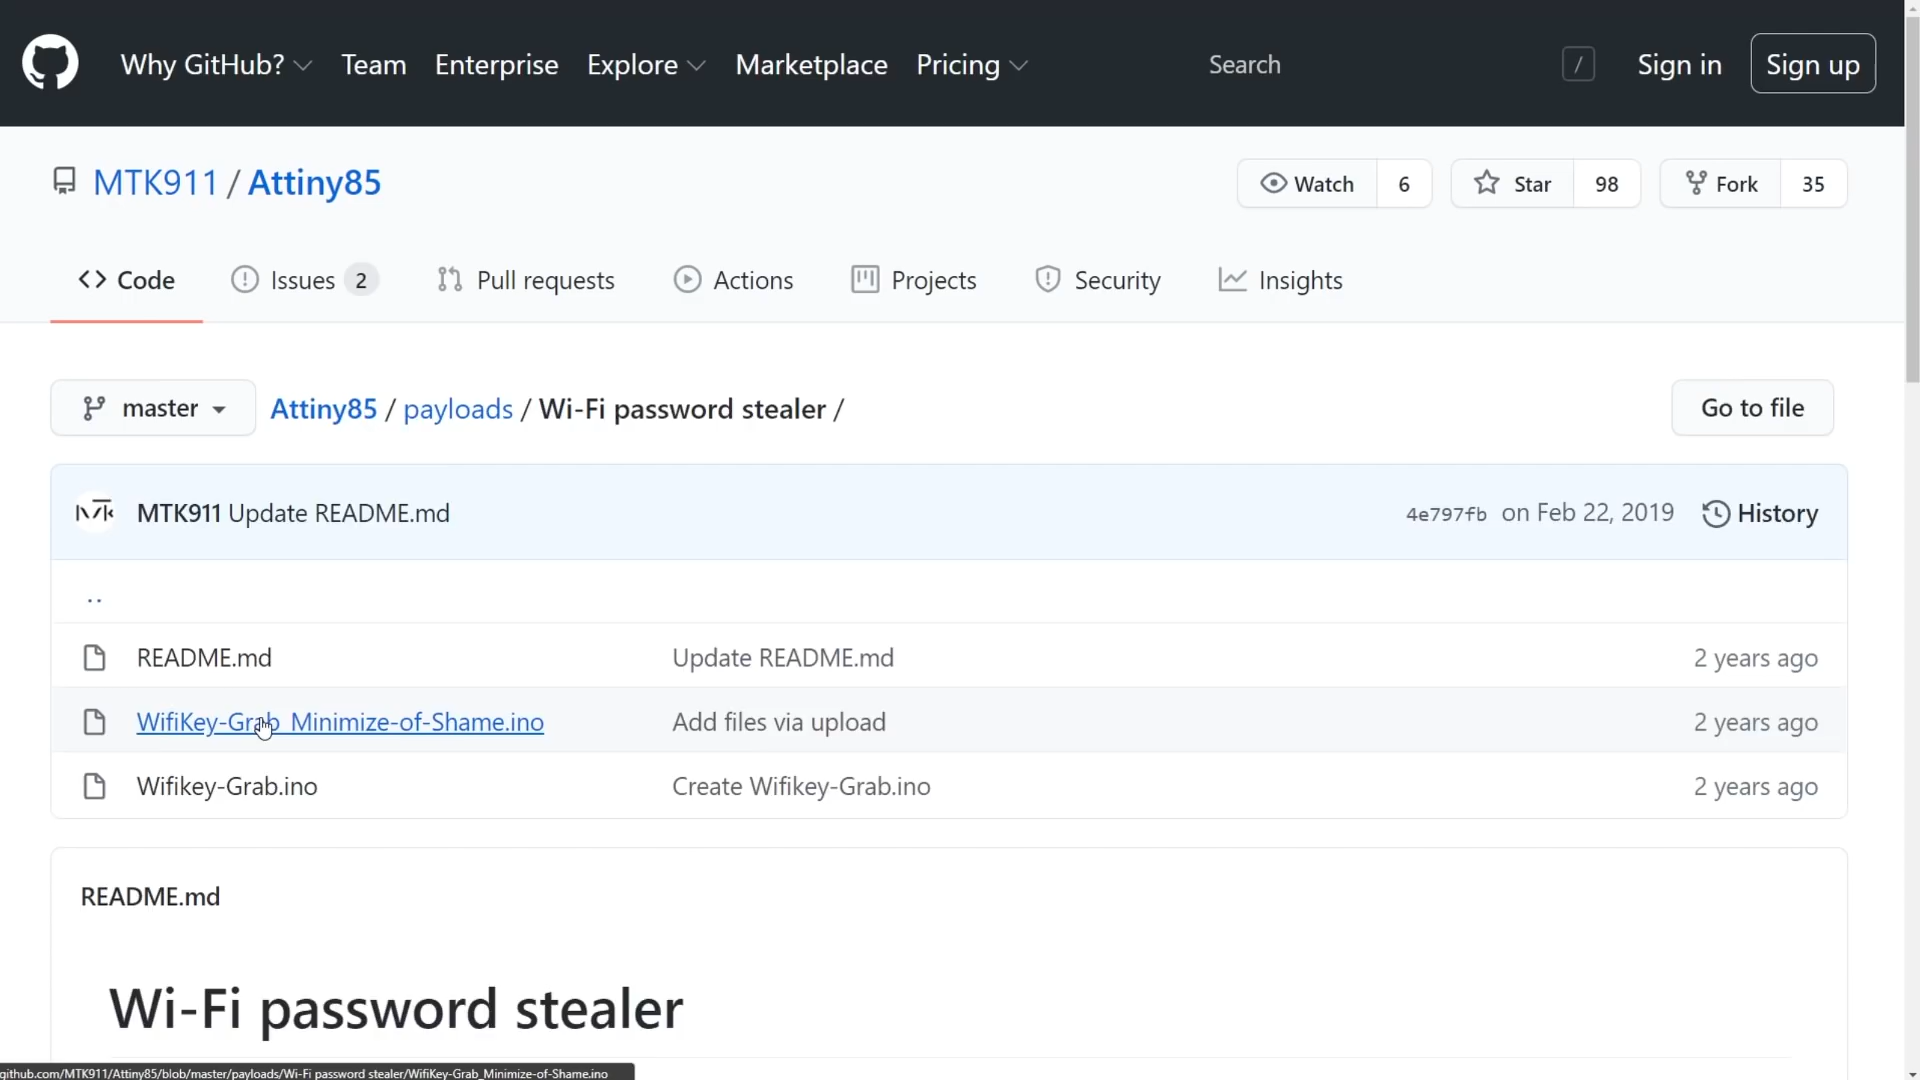 Why GitHub? Team Enterprise Explore Marketplace Pricing Search / Sign in Sign up
MTK911 / Attiny85 Watch 6 Star 98 Fork 35
Code Issues 2 Pull requests Actions Projects Security Insights
master Attiny85 / payloads / Wi-Fi password stealer / Go to file
MTK911 Update README.md 4e797fb on Feb 22, 2019 History
..
README.md Update README.md 2 years ago
WifiKey-Grab_Minimize-of-Shame.ino Add files via upload 2 years ago
Wifikey-Grab.ino Create Wifikey-Grab.ino 2 years ago
README.md
Wi-Fi password stealer
github.com/MTK911/Attiny85/blob/master/payloads/Wi-Fi password stealer/WifiKey-Grab_Minimize-of-Shame.ino